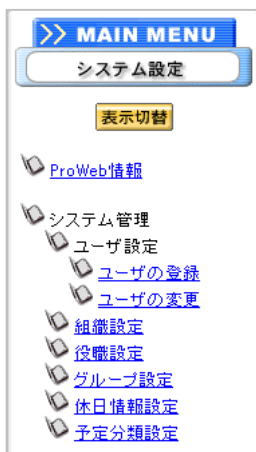 >> MAIN MENU
システム設定
表示切替
ProWeb情報
システム管理
ユーザ設定
ユーザの登録
ユーザの変更
組織設定
役職設定
グループ設定
休日情報設定
予定分類設定